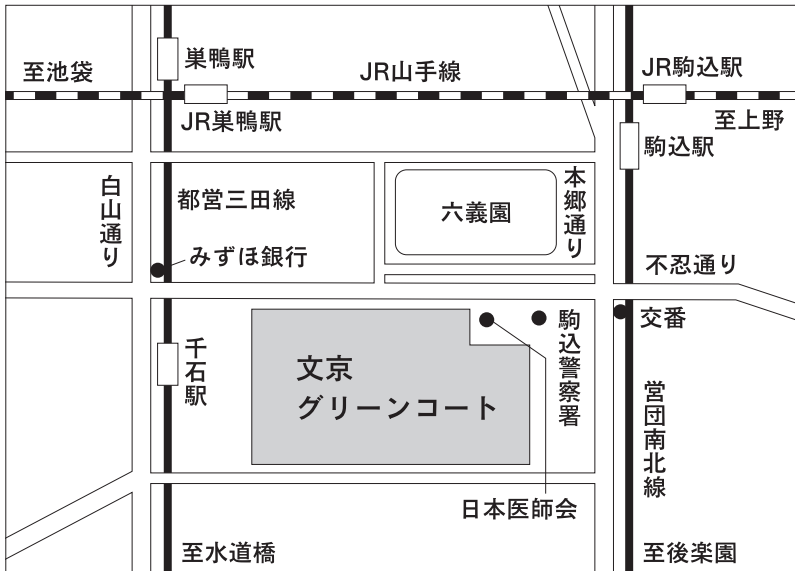 巣鴨駅
至池袋
JR山手線
JR駒込駅
JR巣鴨駅
至上野
駒込駅
白山通り
都営三田線
六義園
本郷通り
みずほ銀行
不忍通り
交番
千石駅
文京
グリーンコート
駒込警察署
営団南北線
日本医師会
至水道橋
至後楽園